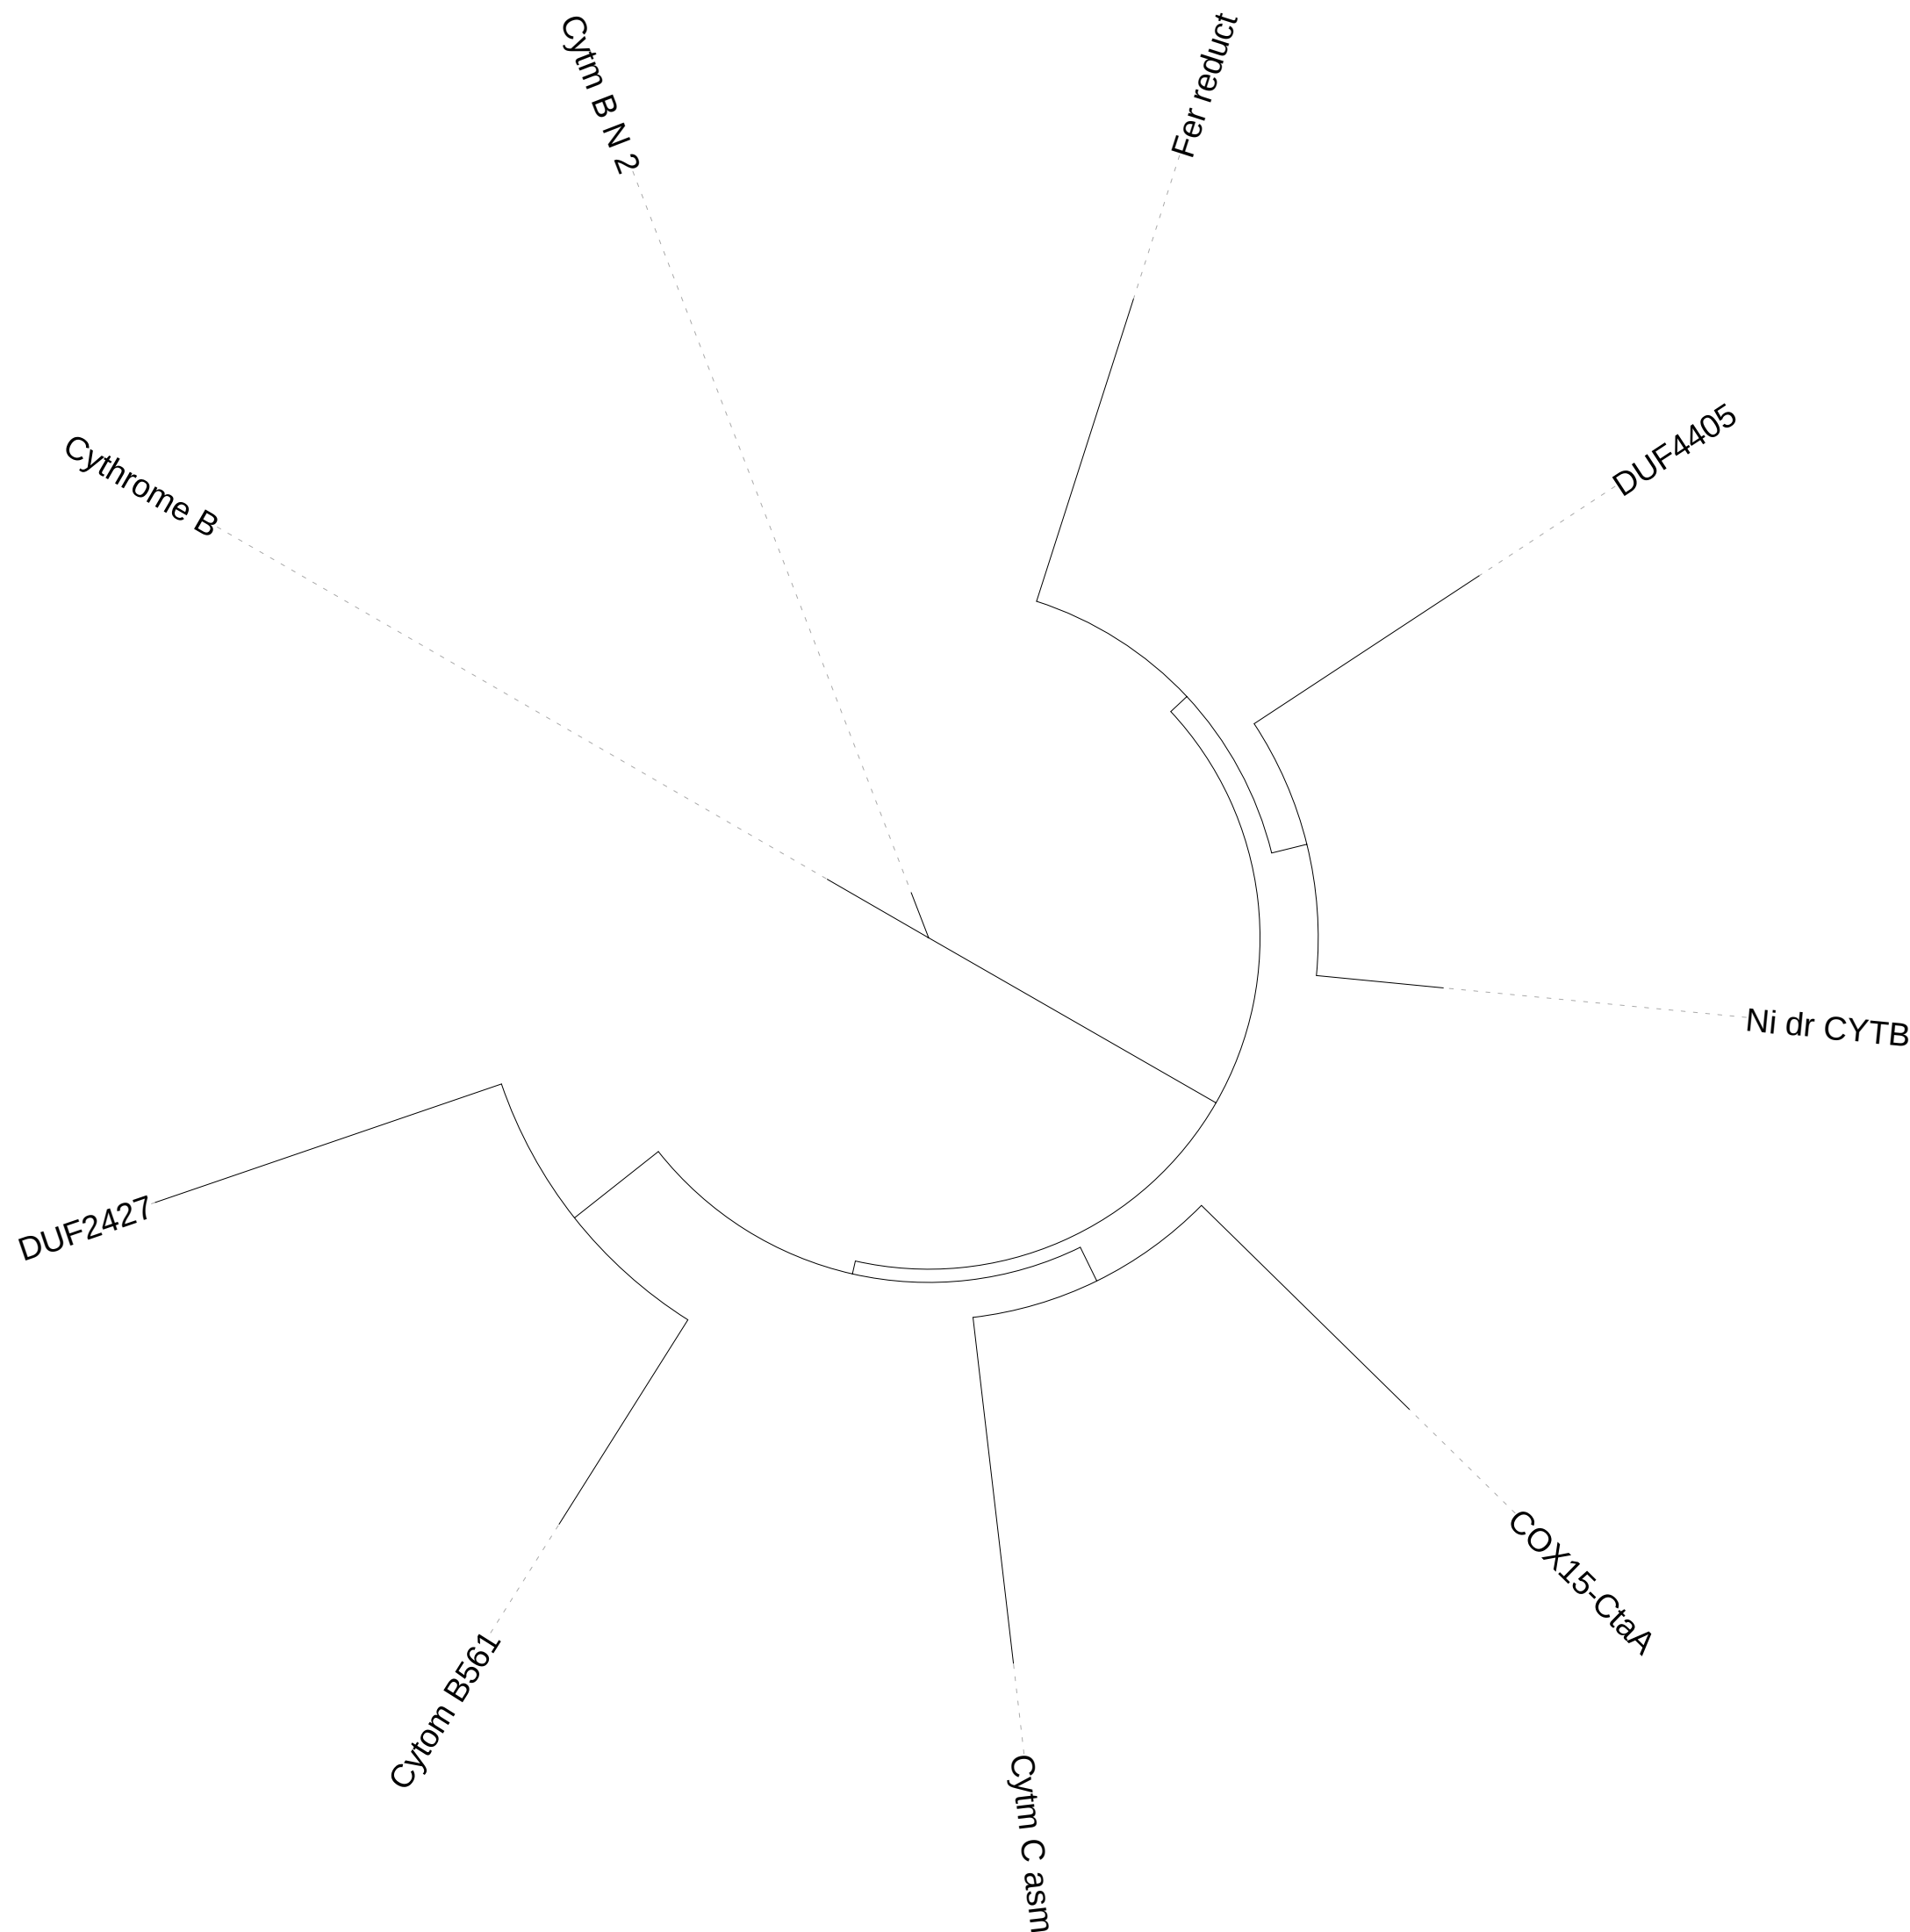 Cytm B N 2
Fer reduct
DUF4405
Cythrome B
Ni dr CYTB
DUF2427
COX15-CtaA
Cytom B561
Cytm C asm